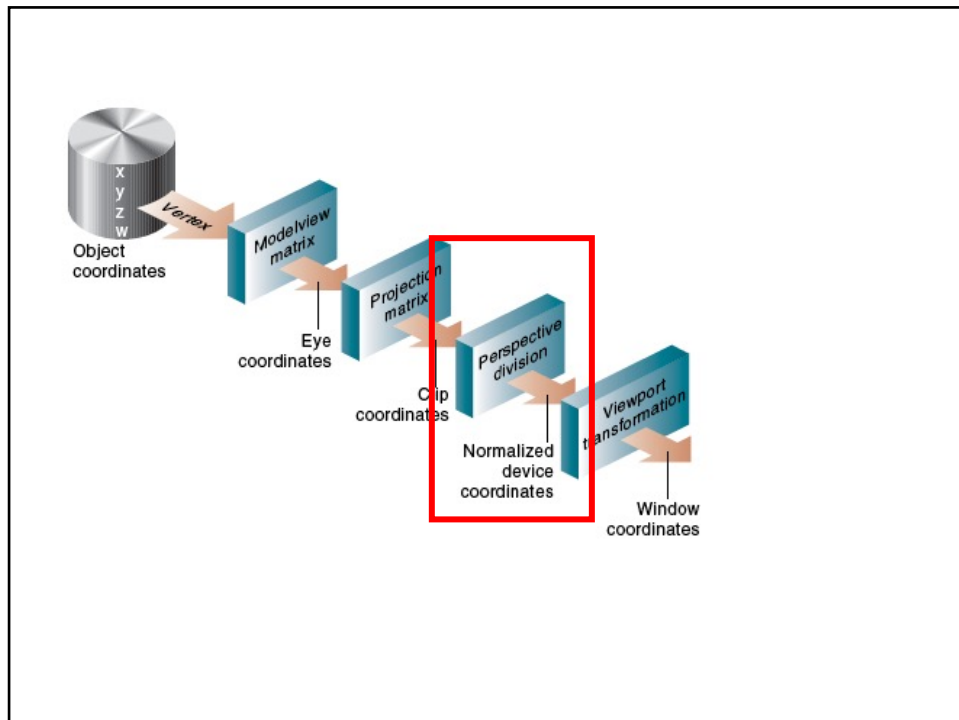 x
y
z
w
Vertex
Object
coordinates
Modelview
matrix
Eye
coordinates
Projection
matrix
Clip
coordinates
Perspective
division
Normalized
device
coordinates
Viewport
transformation
Window
coordinates